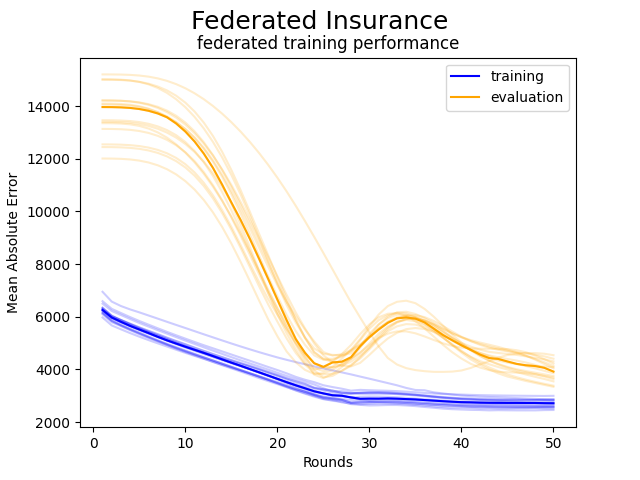 Federated Insurance
federated training performance
training
evaluation
Mean Absolute Error
14000
12000
10000
8000
6000
4000
2000
0
10
20
30
40
50
Rounds